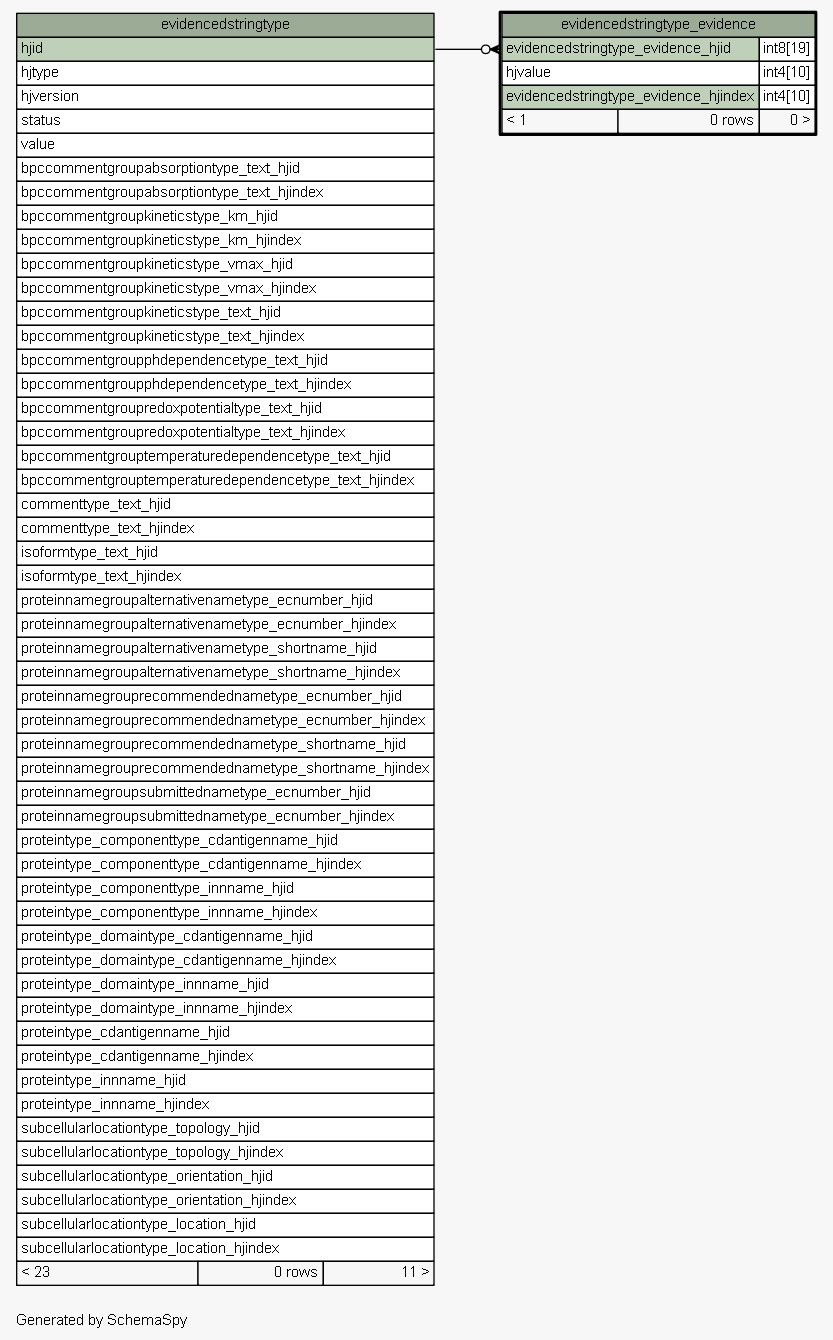 evidencedstringtype
hjid
hjtype
hjversion
status
value
bpccommentgroupabsorptiontype_text_hjid
bpccommentgroupabsorptiontype_text_hjindex
bpccommentgroupkineticstype_km_hjid
bpccommentgroupkineticstype_km_hjindex
bpccommentgroupkineticstype_vmax_hjid
bpccommentgroupkineticstype_vmax_hjindex
bpccommentgroupkineticstype_text_hjid
bpccommentgroupkineticstype_text_hjindex
bpccommentgroupphdependencetype_text_hjid
bpccommentgroupphdependencetype_text_hjindex
bpccommentgroupredoxpotentialtype_text_hjid
bpccommentgroupredoxpotentialtype_text_hjindex
bpccommentgrouptemperaturedependencetype_text_hjid
bpccommentgrouptemperaturedependencetype_text_hjindex
commenttype_text_hjid
commenttype_text_hjindex
isoformtype_text_hjid
isoformtype_text_hjindex
proteinnamegroupalternativenametype_ecnumber_hjid
proteinnamegroupalternativenametype_ecnumber_hjindex
proteinnamegroupalternativenametype_shortname_hjid
proteinnamegroupalternativenametype_shortname_hjindex
proteinnamegrouprecommendednametype_ecnumber_hjid
proteinnamegrouprecommendednametype_ecnumber_hjindex
proteinnamegrouprecommendednametype_shortname_hjid
proteinnamegrouprecommendednametype_shortname_hjindex
proteinnamegroupsubmittednametype_ecnumber_hjid
proteinnamegroupsubmittednametype_ecnumber_hjindex
proteintype_componenttype_cdantigenname_hjid
proteintype_componenttype_cdantigenname_hjindex
proteintype_componenttype_innname_hjid
proteintype_componenttype_innname_hjindex
proteintype_domaintype_cdantigenname_hjid
proteintype_domaintype_cdantigenname_hjindex
proteintype_domaintype_innname_hjid
proteintype_domaintype_innname_hjindex
proteintype_cdantigenname_hjid
proteintype_cdantigenname_hjindex
proteintype_innname_hjid
proteintype_innname_hjindex
subcellularlocationtype_topology_hjid
subcellularlocationtype_topology_hjindex
subcellularlocationtype_orientation_hjid
subcellularlocationtype_orientation_hjindex
subcellularlocationtype_location_hjid
subcellularlocationtype_location_hjindex
< 23 0 rows 11 >
evidencedstringtype_evidence
evidencedstringtype_evidence_hjid int8[19]
hjvalue int4[10]
evidencedstringtype_evidence_hjindex int4[10]
< 1 0 rows 0 >
Generated by SchemaSpy